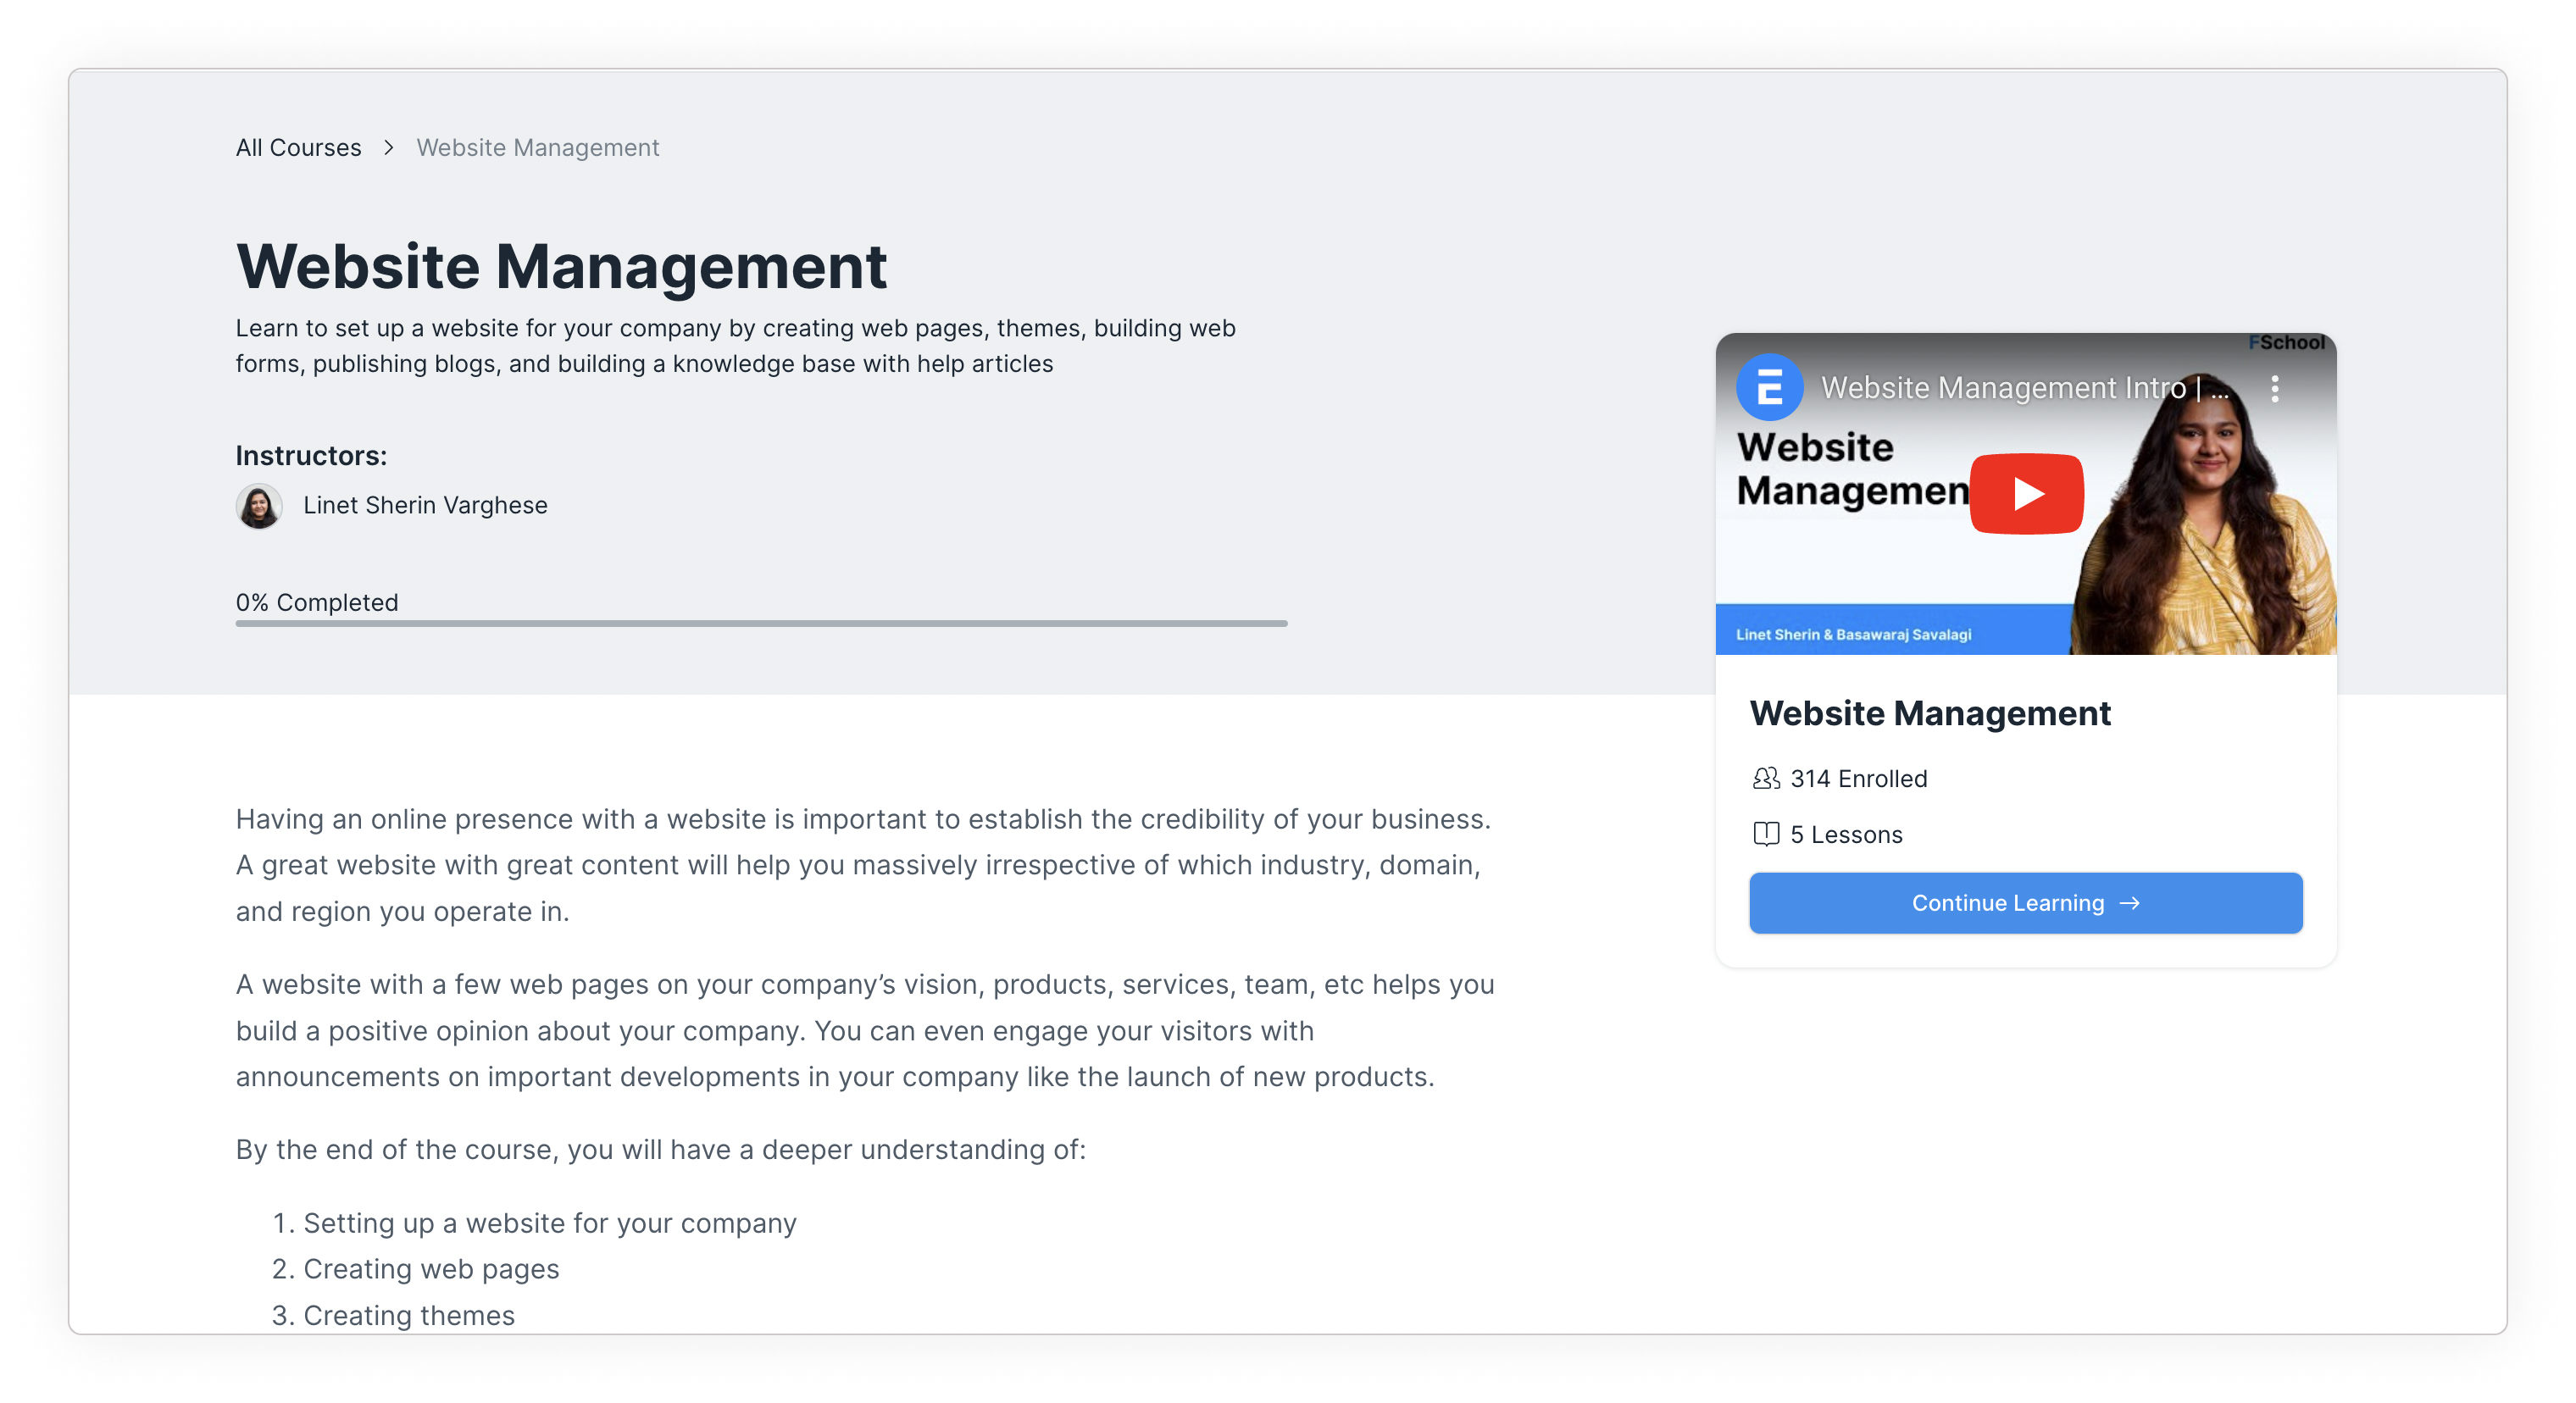 All Courses > Website Management
Website Management
Learn to set up a website for your company by creating web pages, themes, building web
forms, publishing blogs, and building a knowledge base with help articles
Instructors:
Linet Sherin Varghese
0% Completed
FSchool
E Website Management Intro | ...
Website
Managemen
Linet Sherin & Basawaraj Savalagi
Website Management
314 Enrolled
5 Lessons
Continue Learning →
Having an online presence with a website is important to establish the credibility of your business.
A great website with great content will help you massively irrespective of which industry, domain,
and region you operate in.
A website with a few web pages on your company’s vision, products, services, team, etc helps you
build a positive opinion about your company. You can even engage your visitors with
announcements on important developments in your company like the launch of new products.
By the end of the course, you will have a deeper understanding of:
1. Setting up a website for your company
2. Creating web pages
3. Creating themes